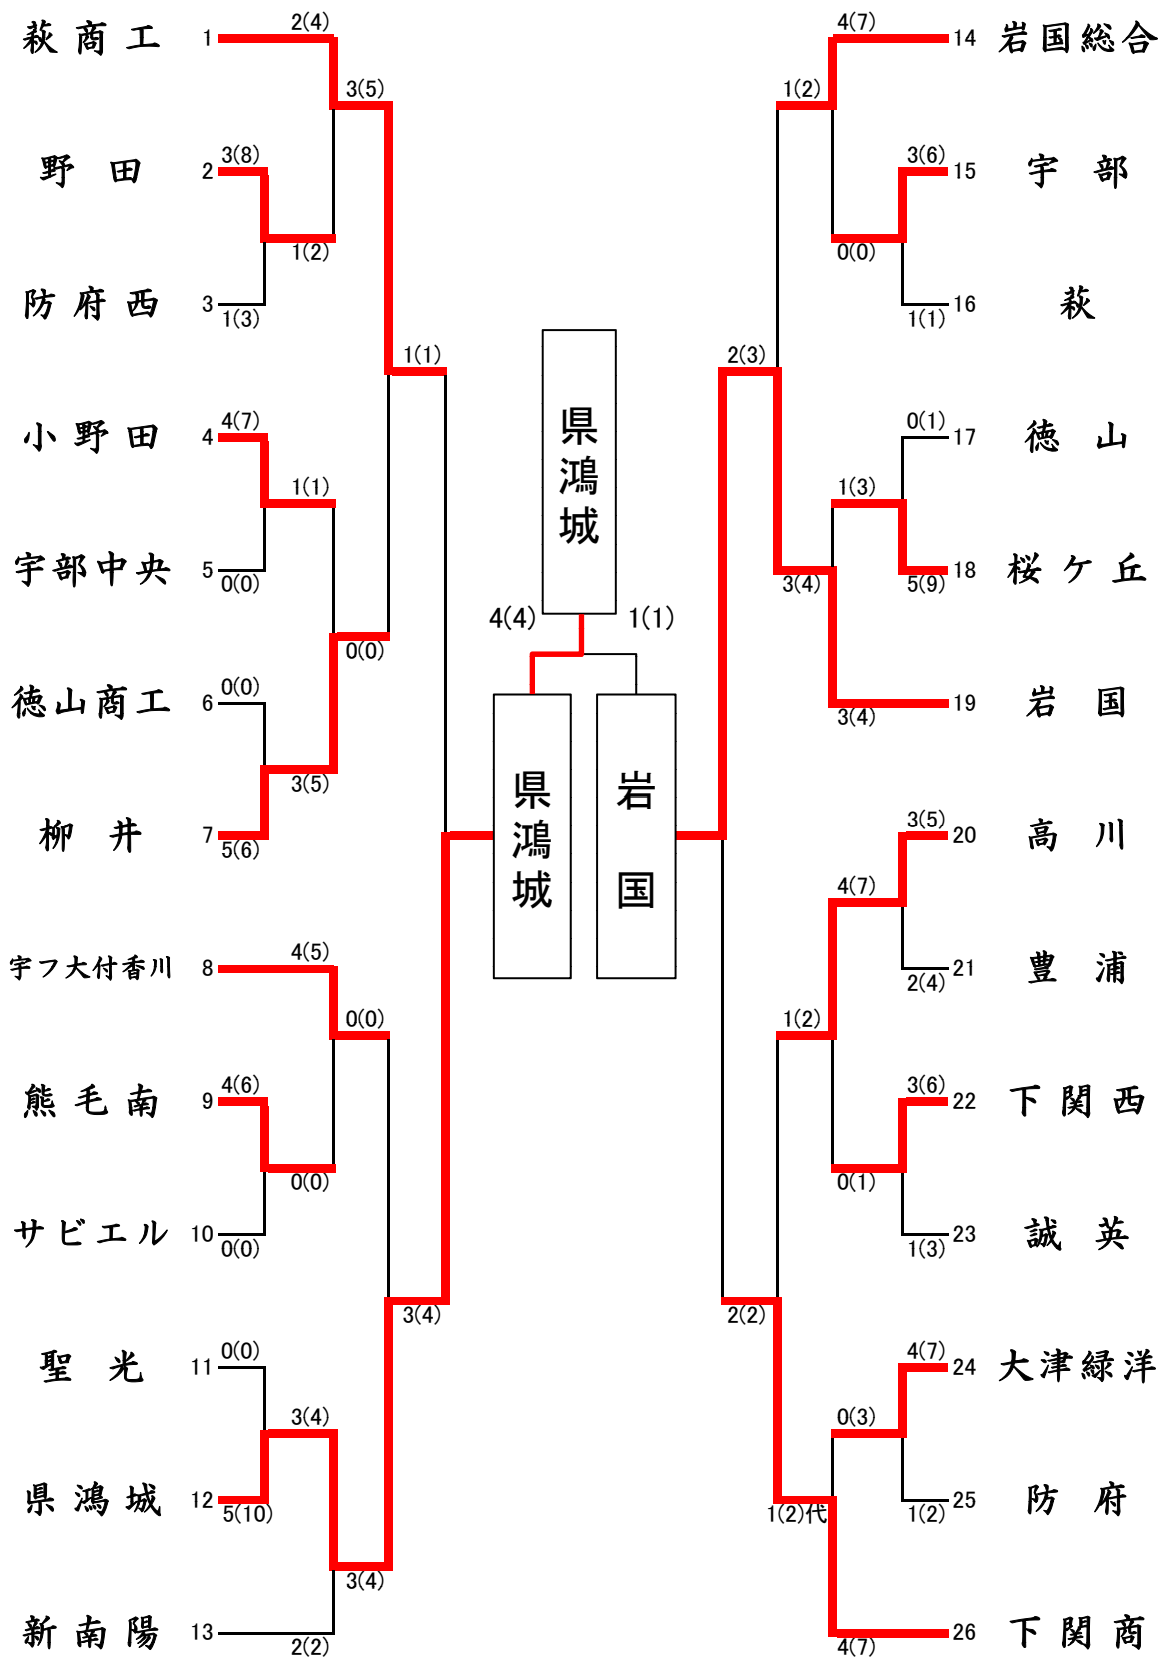 萩商工 1 2(4)
3(5)
野田 2 3(8)
1(2)
防府西 3 1(3)
1(1)
小野田 4 4(7)
1(1)
宇部中央 5 0(0)
0(0)
徳山商工 6 0(0)
3(5)
柳井 7 5(6)
宇フ大付香川 8 4(5)
0(0)
熊毛南 9 4(6)
0(0)
サビエル 10 0(0)
3(4)
聖光 11 0(0)
3(4)
県鴻城 12 5(10)
3(4)
新南陽 13 2(2)
県鴻城
4(4) 1(1)
県鴻城
岩国
4(7) 14 岩国総合
1(2)
3(6) 15 宇部
0(0)
1(1) 16 萩
2(3)
0(1) 17 徳山
1(3)
5(9) 18 桜ケ丘
3(4)
3(4) 19 岩国
3(5) 20 高川
4(7)
2(4) 21 豊浦
1(2)
3(6) 22 下関西
0(1)
1(3) 23 誠英
2(2)
4(7) 24 大津緑洋
0(3)
1(2) 25 防府
1(2)代
4(7) 26 下関商